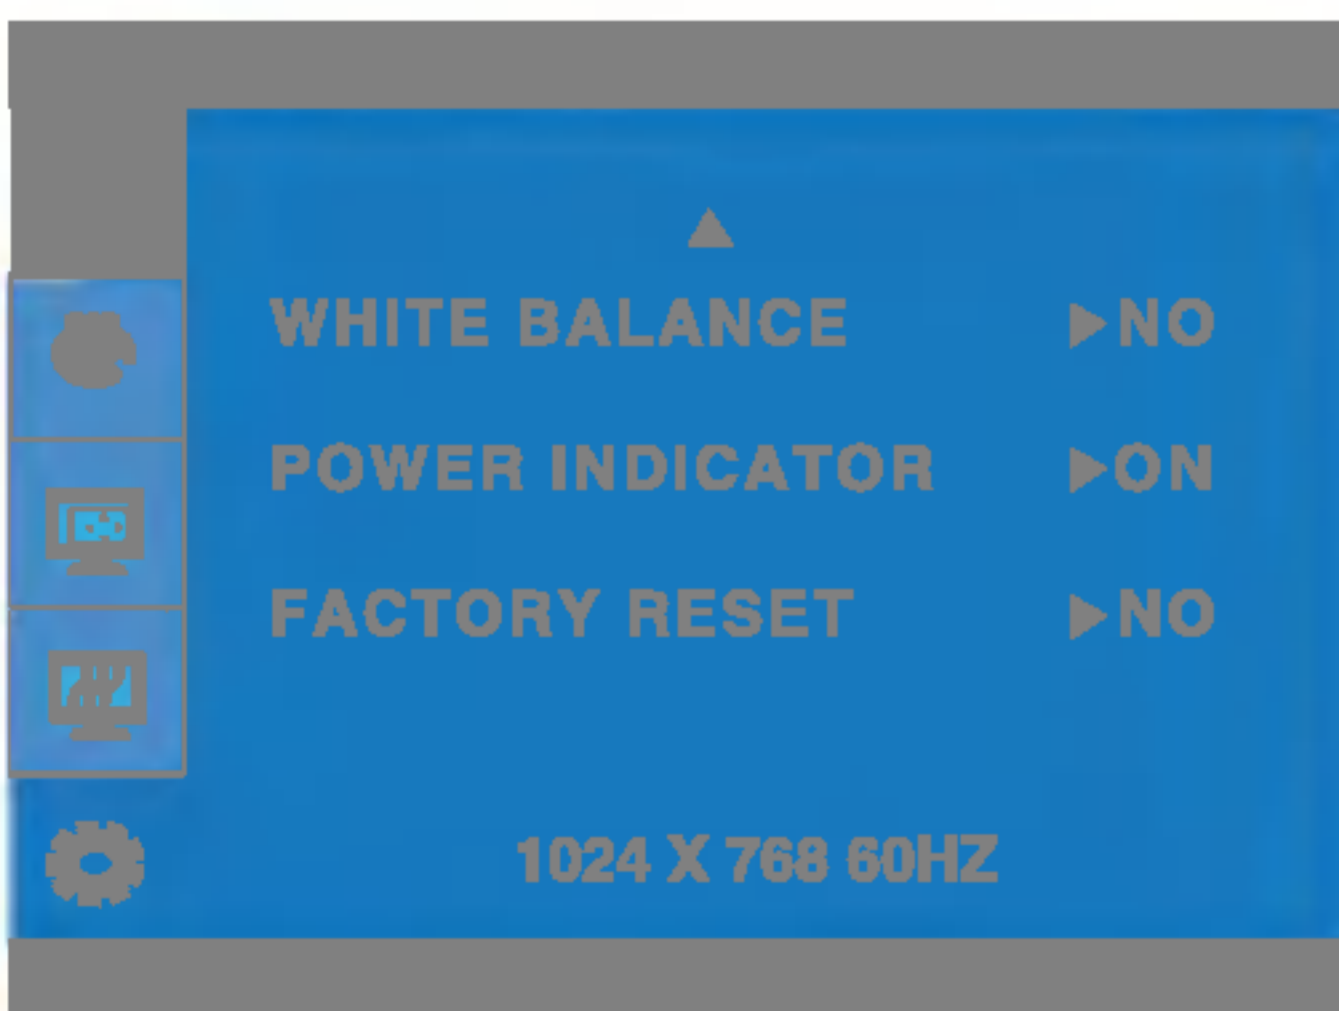 WHITE BALANCE ▶NO
POWER INDICATOR ▶ON
FACTORY RESET ▶NO
1024 X 768 60HZ